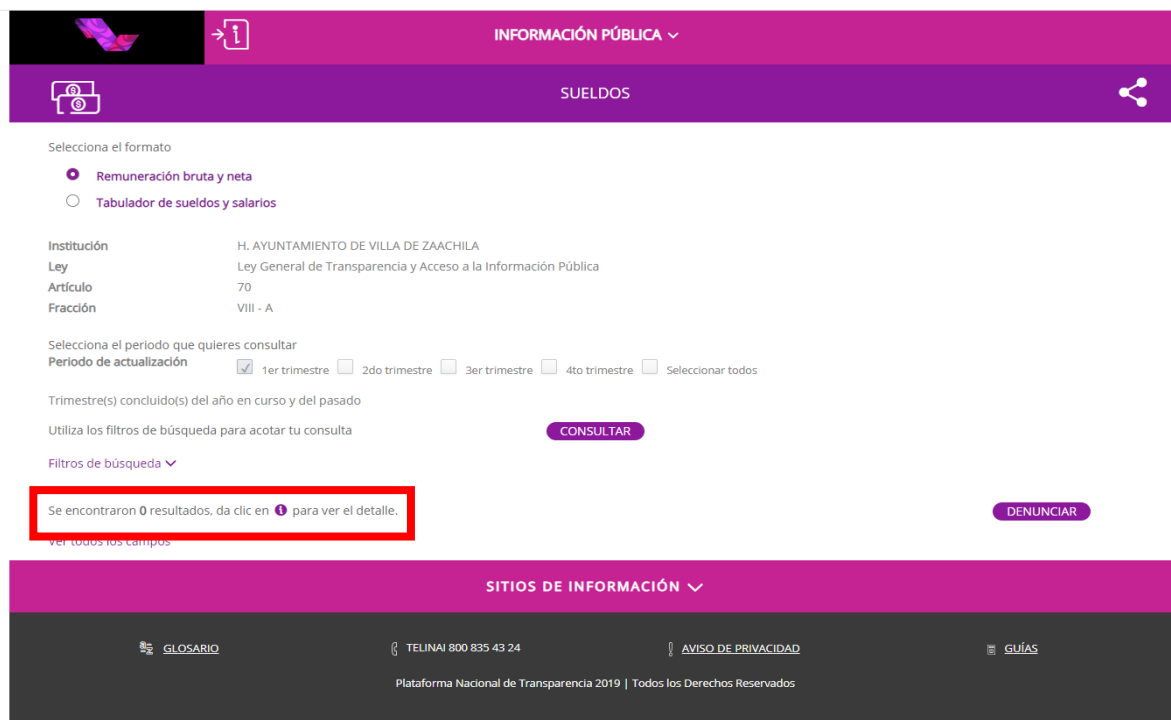 INFORMACIÓN PÚBLICA
SUELDOS
Selecciona el formato
Remuneración bruta y neta
Tabulador de sueldos y salarios
Institución H. AYUNTAMIENTO DE VILLA DE ZAACHILA
Ley Ley General de Transparencia y Acceso a la Información Pública
Artículo 70
Fracción VIII - A
Selecciona el periodo que quieres consultar
Periodo de actualización 1er trimestre 2do trimestre 3er trimestre 4to trimestre Seleccionar todos
Trimestre(s) concluido(s) del año en curso y del pasado
Utiliza los filtros de búsqueda para acotar tu consulta CONSULTAR
Filtros de búsqueda
Se encontraron 0 resultados, da clic en i para ver el detalle. DENUNCIAR
Ver todos los campos
SITIOS DE INFORMACIÓN
GLOSARIO TELINAI 800 835 43 24 AVISO DE PRIVACIDAD GUÍAS
Plataforma Nacional de Transparencia 2019 | Todos los Derechos Reservados